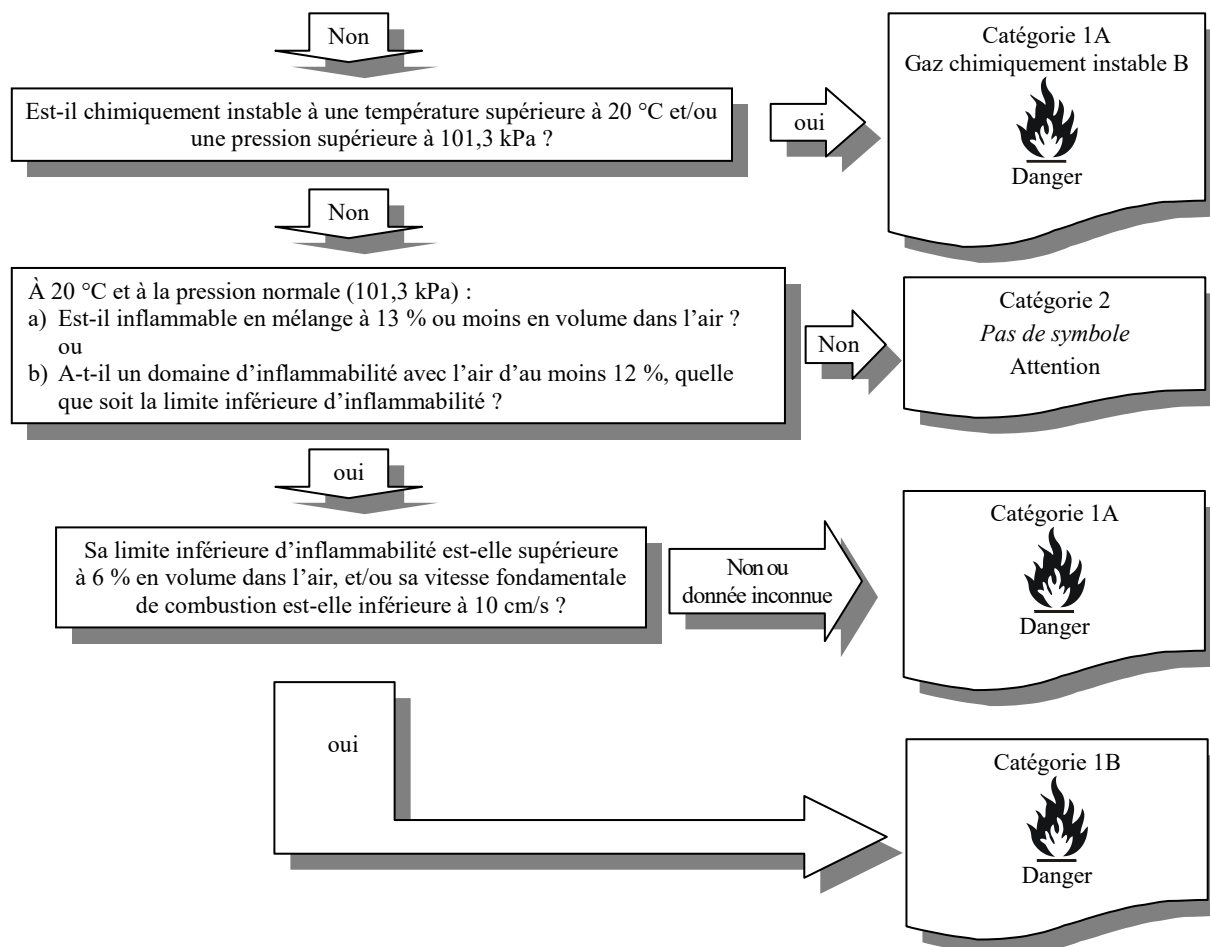 Non
Catégorie 1A
Gaz chimiquement instable B
Danger
Est-il chimiquement instable à une température supérieure à 20 °C et/ou
une pression supérieure à 101,3 kPa ?
oui
Non
À 20 °C et à la pression normale (101,3 kPa) :
a) Est-il inflammable en mélange à 13 % ou moins en volume dans l’air ?
ou
b) A-t-il un domaine d’inflammabilité avec l’air d’au moins 12 %, quelle
que soit la limite inférieure d’inflammabilité ?
Non
Catégorie 2
Pas de symbole
Attention
oui
Sa limite inférieure d’inflammabilité est-elle supérieure
à 6 % en volume dans l’air, et/ou sa vitesse fondamentale
de combustion est-elle inférieure à 10 cm/s ?
Non ou
donnée inconnue
Catégorie 1A
Danger
oui
Catégorie 1B
Danger